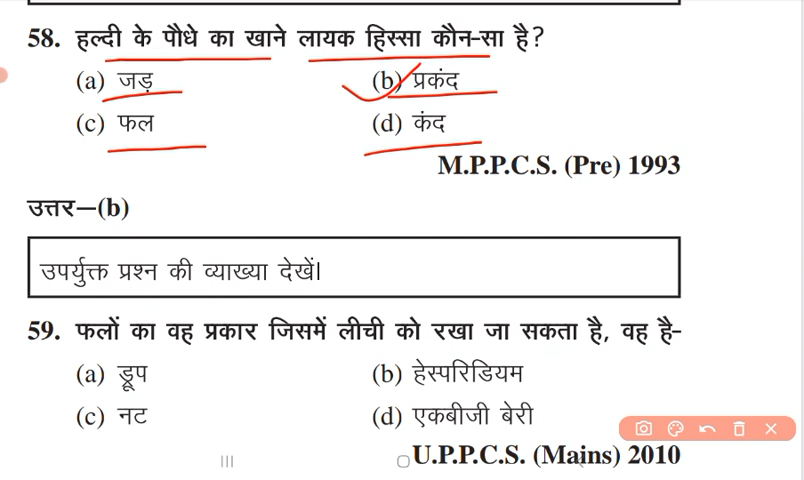 58. हल्दी के पौधे का खाने लायक हिस्सा कौन-सा है?
(a) जड़ (b) प्रकंद
(c) फल (d) कंद
M.P.P.C.S. (Pre) 1993
उत्तर—(b)
उपर्युक्त प्रश्न की व्याख्या देखें।
59. फलों का वह प्रकार जिसमें लीची को रखा जा सकता है, वह है-
(a) ड्रूप (b) हेस्परिडियम
(c) नट (d) एकबीजी बेरी
U.P.P.C.S. (Mains) 2010